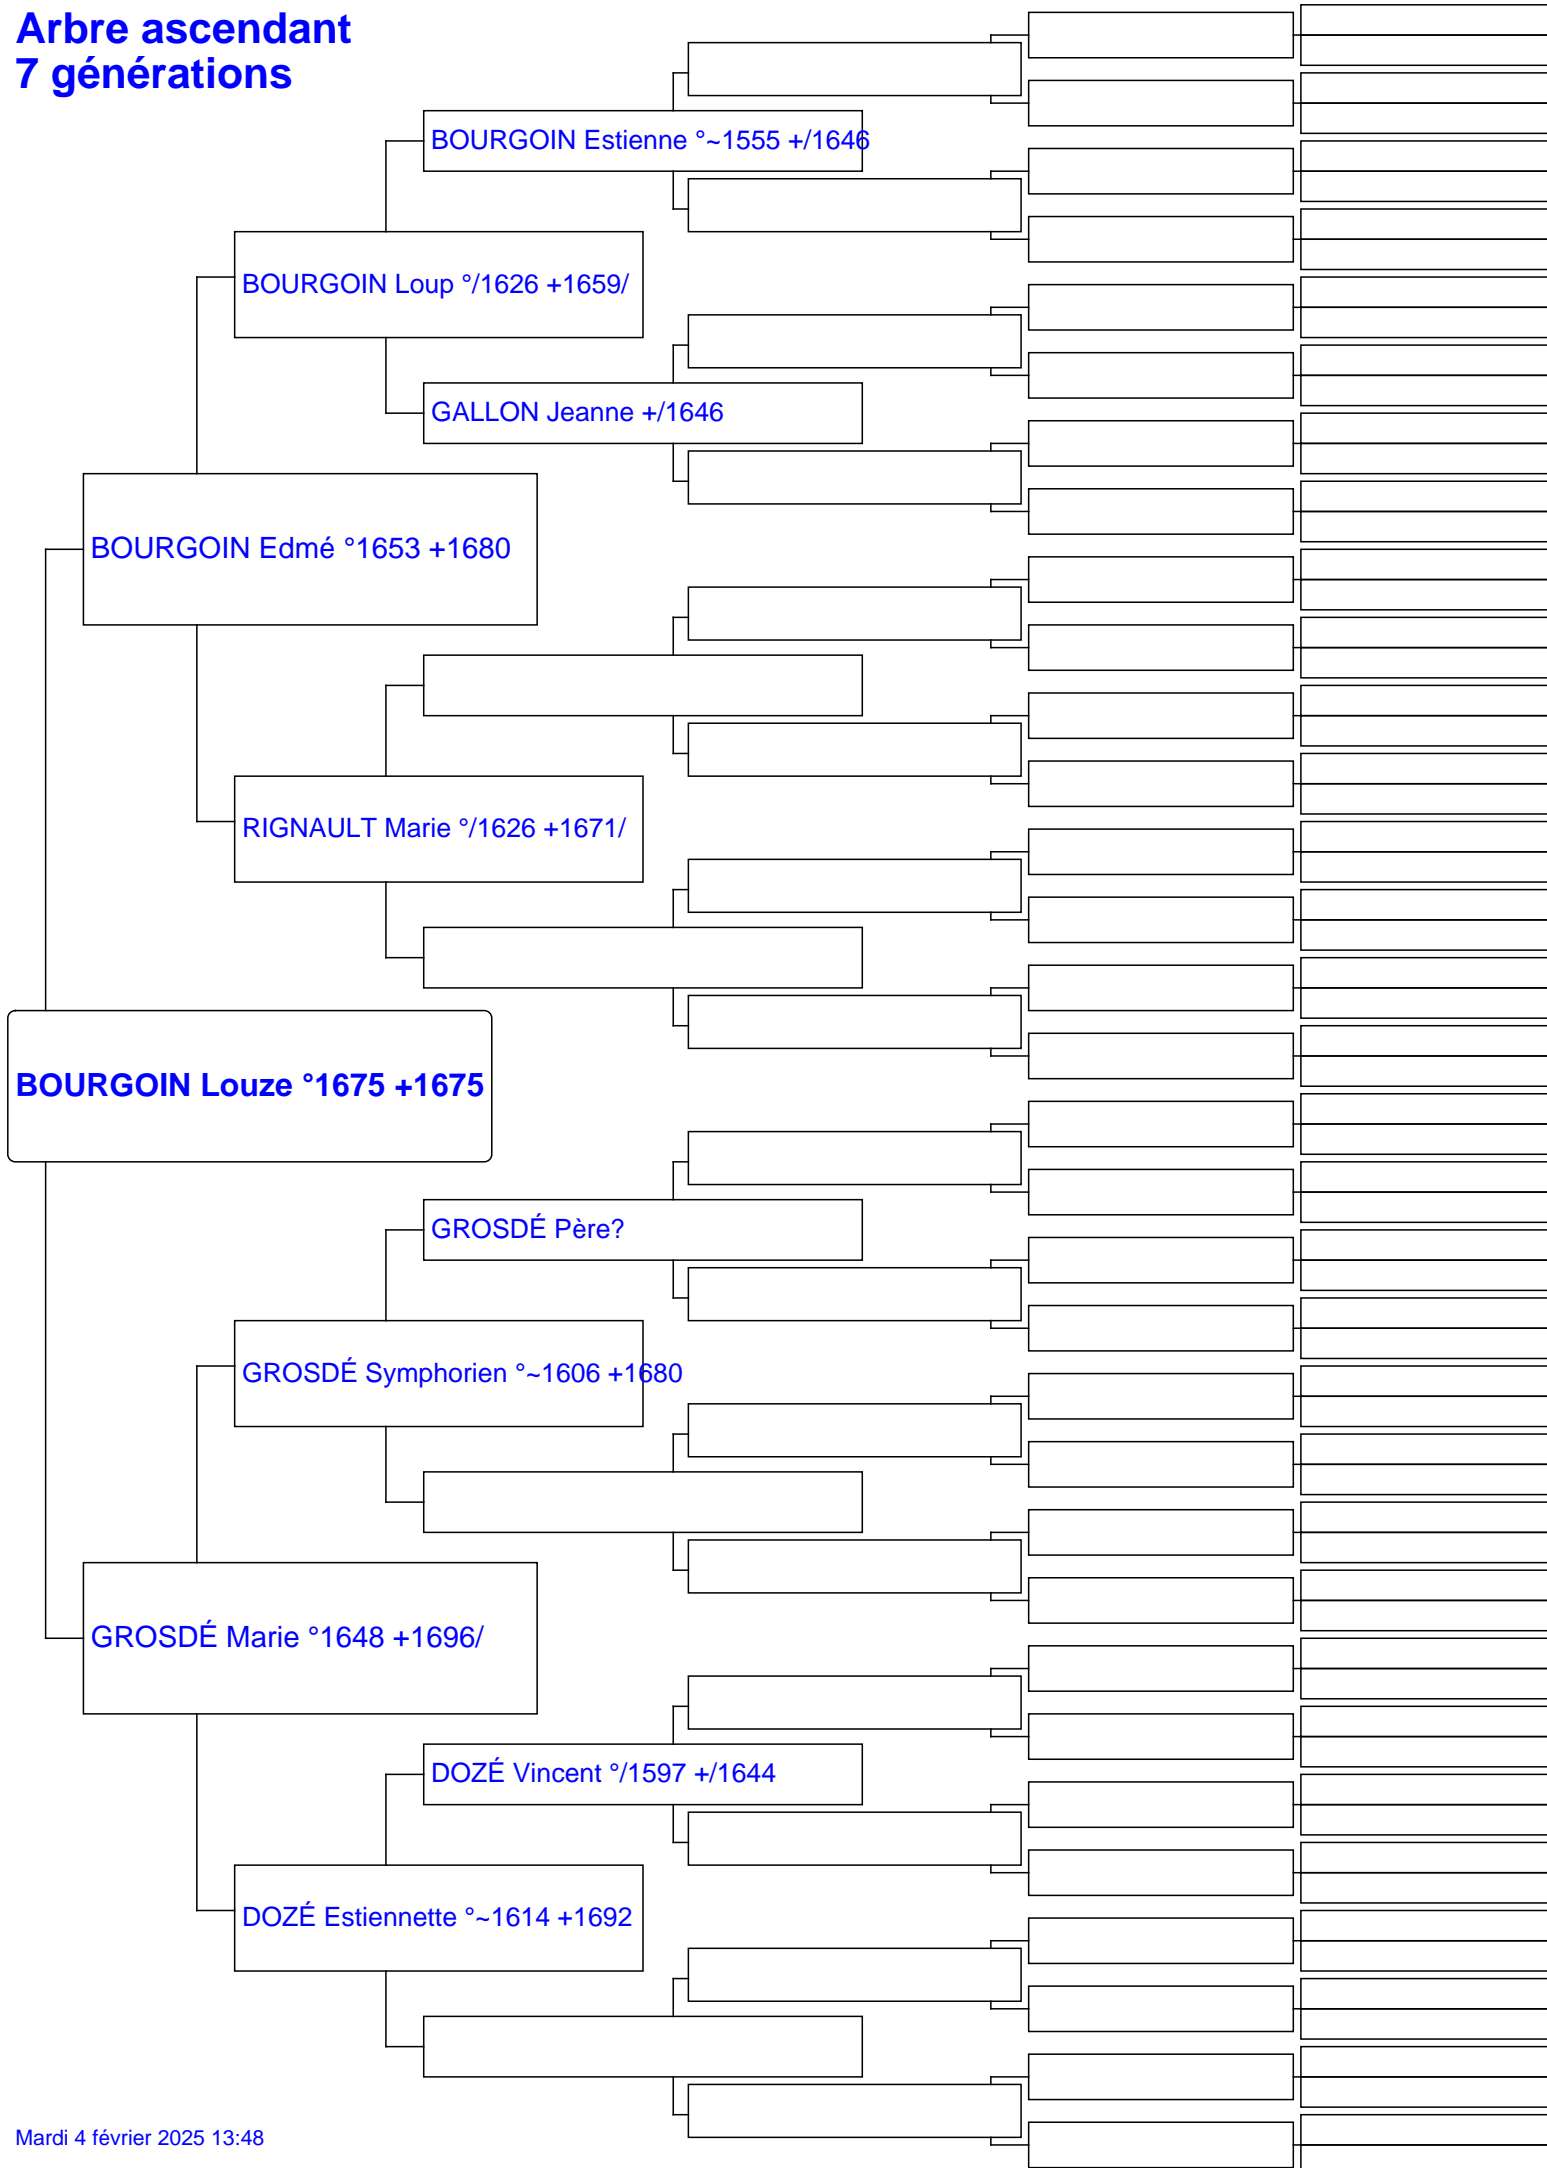 Arbre ascendant
7 générations
BOURGOIN Estienne °~1555 +/1646
BOURGOIN Loup °/1626 +1659/
GALLON Jeanne +/1646
BOURGOIN Edmé °1653 +1680
RIGNAULT Marie °/1626 +1671/
BOURGOIN Louze °1675 +1675
GROSDÉ Père?
GROSDÉ Symphorien °~1606 +1680
GROSDÉ Marie °1648 +1696/
DOZÉ Vincent °/1597 +/1644
DOZÉ Estiennette °~1614 +1692
Mardi 4 février 2025 13:48